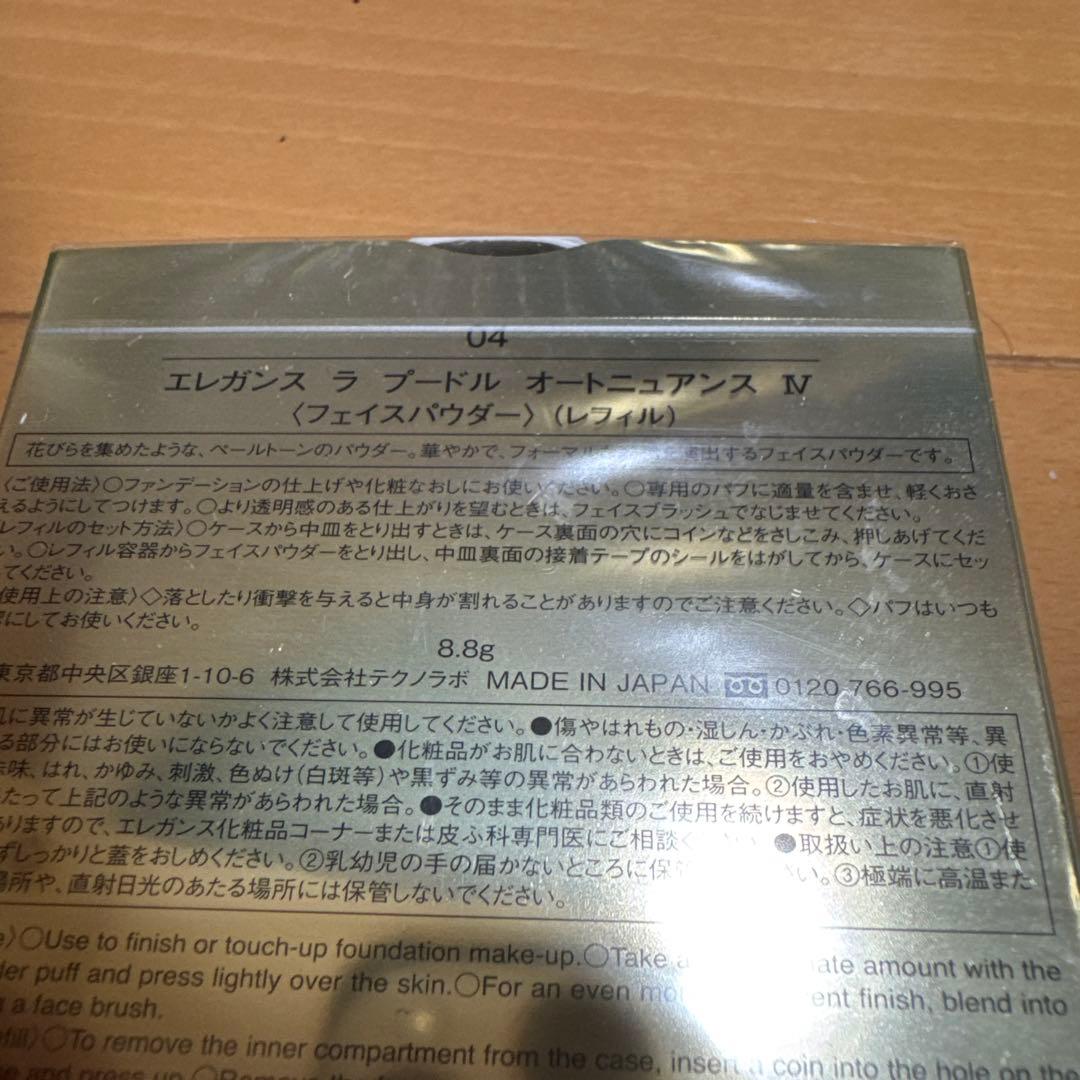 04
エレガンス ラ プードル オートニュアンス Ⅳ
〈フェイスパウダー〉(レフィル)
花びらを集めたような、ペールトーンのパウダー。華やかで、フォーマル 演出するフェイスパウダーです。
〈ご使用法〉○ファンデーションの仕上げや化粧なおしにお使いください。○専用のパフに適量を含ませ、軽くおさ
えるようにしてつけます。○より透明感のある仕上がりを望むときは、フェイスブラッシュでなじませてください。
レフィルのセット方法〉○ケースから中皿をとり出すときは、ケース裏面の穴にコインなどをさしこみ、押しあげてくだ
い。○レフィル容器からフェイスパウダーをとり出し、中皿裏面の接着テープのシールをはがしてから、ケースにセッ
てください。
使用上の注意〉◇落としたり衝撃を与えると中身が割れることがありますのでご注意ください。◇パフはいつも
にしてお使いください。
8.8g
東京都中央区銀座1-10-6 株式会社テクノラボ MADE IN JAPAN 0120-766-995
肌に異常が生じていないかよく注意して使用してください。●傷やはれもの・湿しん・かぶれ・色素異常等、異
る部分にはお使いにならないでください。●化粧品がお肌に合わないときは、ご使用をおやめください。①使
赤味、はれ、かゆみ、刺激、色ぬけ(白斑等)や黒ずみ等の異常があらわれた場合。②使用したお肌に、直射
あたって上記のような異常があらわれた場合。●そのまま化粧品類のご使用を続けますと、症状を悪化させ
ありますので、エレガンス化粧品コーナーまたは皮ふ科専門医にご相談ください。●取扱い上の注意①使
ずしっかりと蓋をおしめください。②乳幼児の手の届かないところに保 さい。③極端に高温また
場所や、直射日光のあたる場所には保管しないでください。
e〉○Use to finish or touch-up foundation make-up.○Take a ate amount with the
der puff and press lightly over the skin.○For an even mo ent finish, blend into
g a face brush.
efill〉○To remove the inner compartment from the case, insert a coin into the hole on the
se and press up.○Remove the